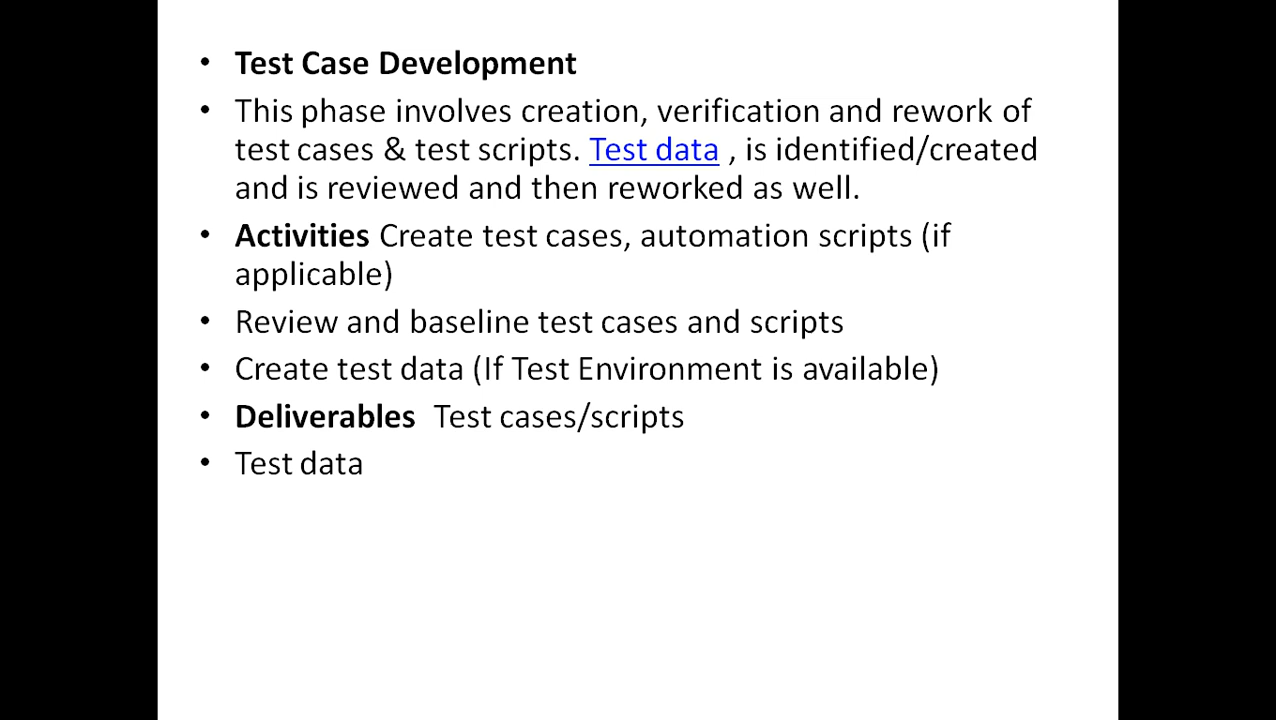 • Test Case Development
• This phase involves creation, verification and rework of
test cases & test scripts. Test data , is identified/created
and is reviewed and then reworked as well.
• Activities Create test cases, automation scripts (if
applicable)
• Review and baseline test cases and scripts
• Create test data (If Test Environment is available)
• Deliverables  Test cases/scripts
• Test data